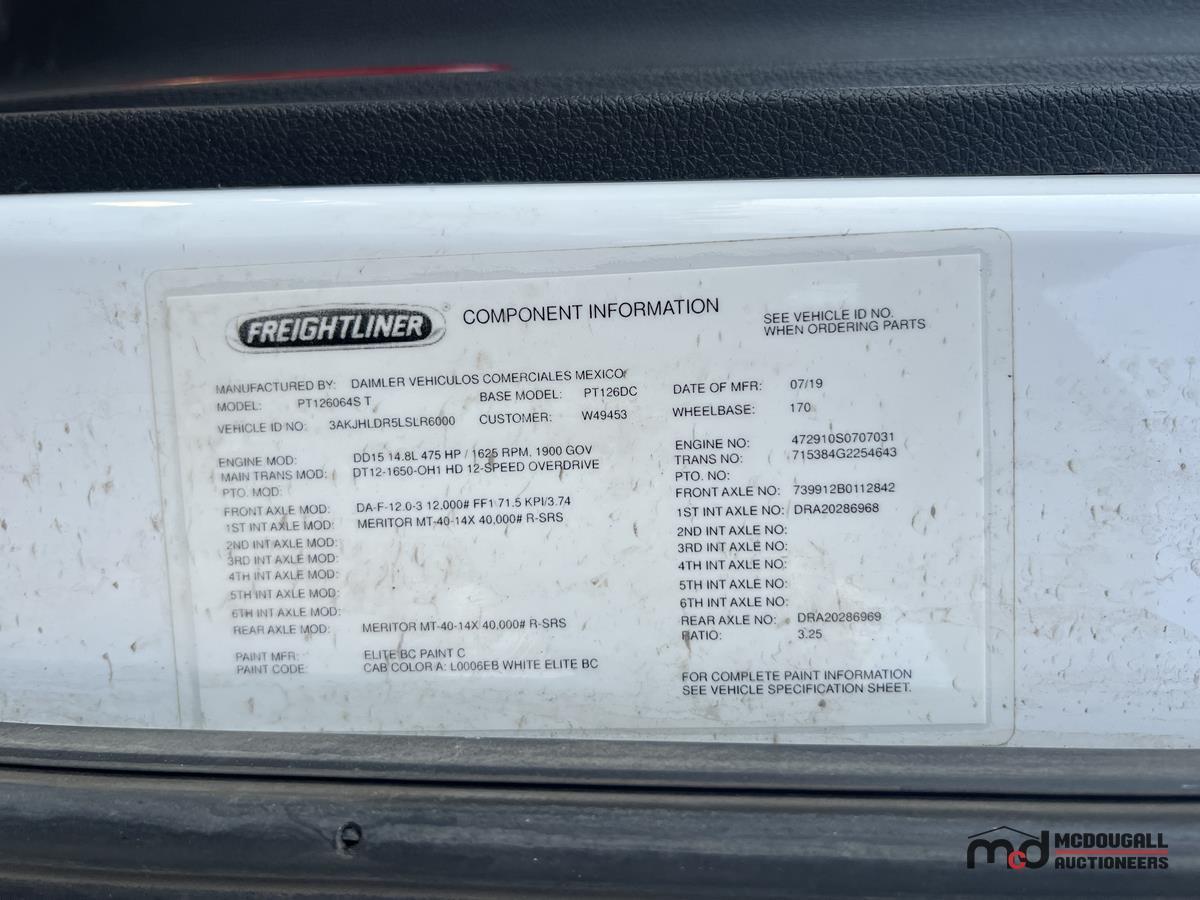 FREIGHTLINER
COMPONENT INFORMATION
SEE VEHICLE ID NO.
WHEN ORDERING PARTS
MANUFACTURED BY: DAIMLER VEHICULOS COMERCIALES MEXICO
MODEL: PT126064S T BASE MODEL: PT126DC DATE OF MFR: 07/19
VEHICLE ID NO: 3AKJHLDR5LSLR6000 CUSTOMER: W49453 WHEELBASE: 170
ENGINE MOD: DD15 14.8L 475 HP / 1625 RPM, 1900 GOV ENGINE NO: 472910S0707031
MAIN TRANS MOD: DT12-1650-OH1 HD 12-SPEED OVERDRIVE TRANS NO: 715384G2254643
PTO. MOD: PTO. NO:
FRONT AXLE MOD: DA-F-12.0-3 12,000# FF1 71.5 KPI/3.74 FRONT AXLE NO: 739912B0112842
1ST INT AXLE MOD: MERITOR MT-40-14X 40,000# R-SRS 1ST INT AXLE NO: DRA20286968
2ND INT AXLE MOD: 2ND INT AXLE NO:
3RD INT AXLE MOD: 3RD INT AXLE NO:
4TH INT AXLE MOD: 4TH INT AXLE NO:
5TH INT AXLE MOD: 5TH INT AXLE NO:
6TH INT AXLE MOD: 6TH INT AXLE NO:
REAR AXLE MOD: MERITOR MT-40-14X 40,000# R-SRS REAR AXLE NO: DRA20286969
RATIO: 3.25
PAINT MFR: ELITE BC PAINT C
PAINT CODE: CAB COLOR A: L0006EB WHITE ELITE BC
FOR COMPLETE PAINT INFORMATION
SEE VEHICLE SPECIFICATION SHEET.
mcd MCDOUGALL
AUCTIONEERS